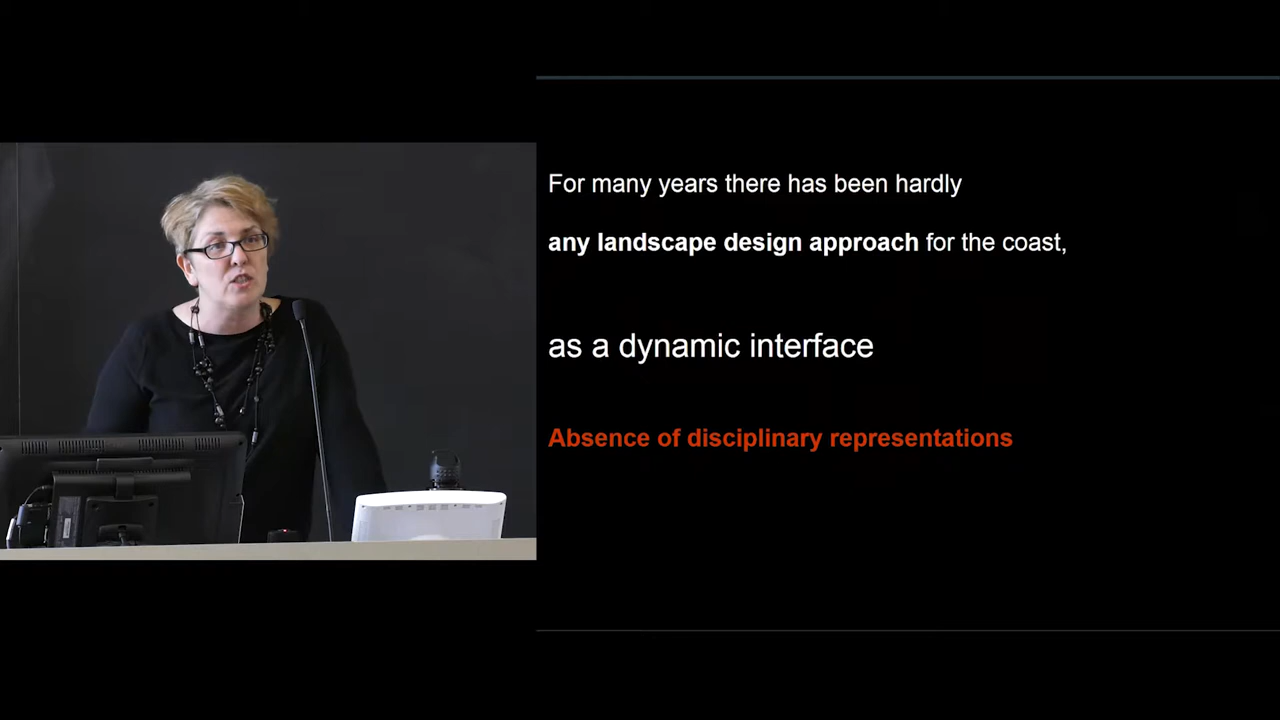 For many years there has been hardly
any landscape design approach for the coast,
as a dynamic interface
Absence of disciplinary representations